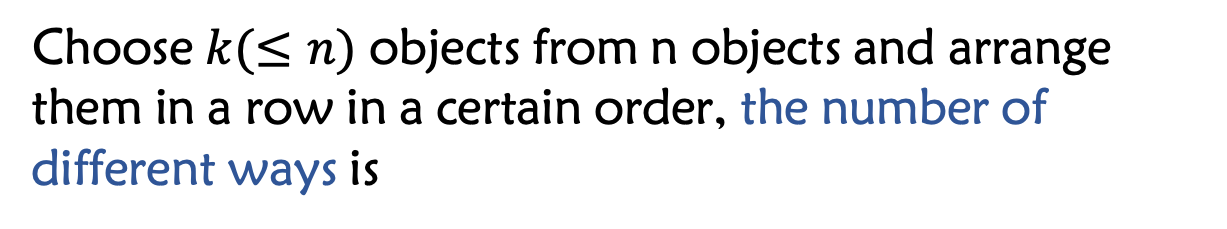 Choose k(≤ n) objects from n objects and arrange
them in a row in a certain order, the number of
different ways is